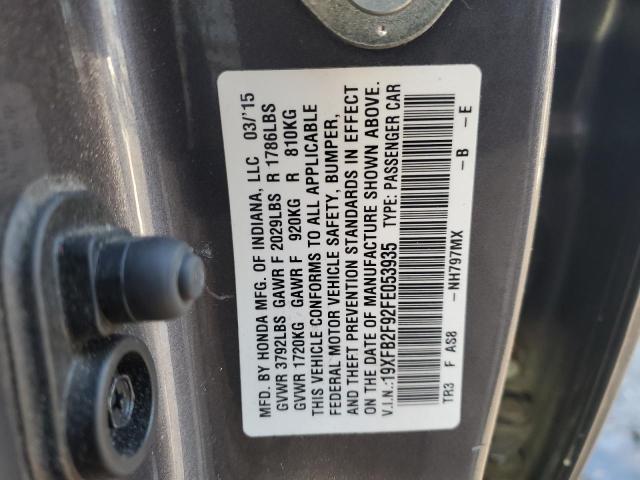 MFD. BY HONDA MFG. OF INDIANA, LLC 03/'15
GVWR 3792LBS GAWR F 2029LBS R 1786LBS
GVWR 1720KG GAWR F 920KG R 810KG
THIS VEHICLE CONFORMS TO ALL APPLICABLE
FEDERAL MOTOR VEHICLE SAFETY, BUMPER,
AND THEFT PREVENTION STANDARDS IN EFFECT
ON THE DATE OF MANUFACTURE SHOWN ABOVE.
V.I.N.:19XFB2F92FE053935 TYPE: PASSENGER CAR
TR3 F AS8 -NH797MX -B -E